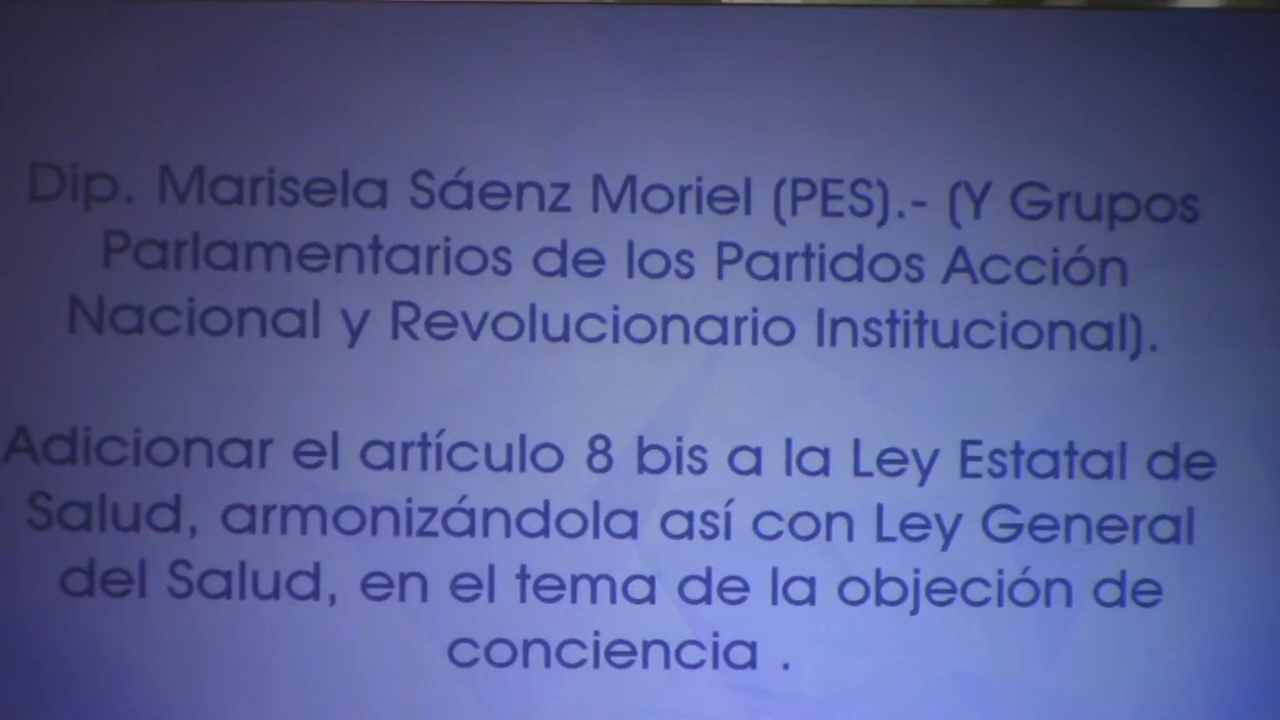 Dip. Marisela Sáenz Moriel (PES).- (Y Grupos
Parlamentarios de los Partidos Acción
Nacional y Revolucionario Institucional).
Adicionar el artículo 8 bis a la Ley Estatal de
Salud, armonizándola así con Ley General
del Salud, en el tema de la objeción de
conciencia .